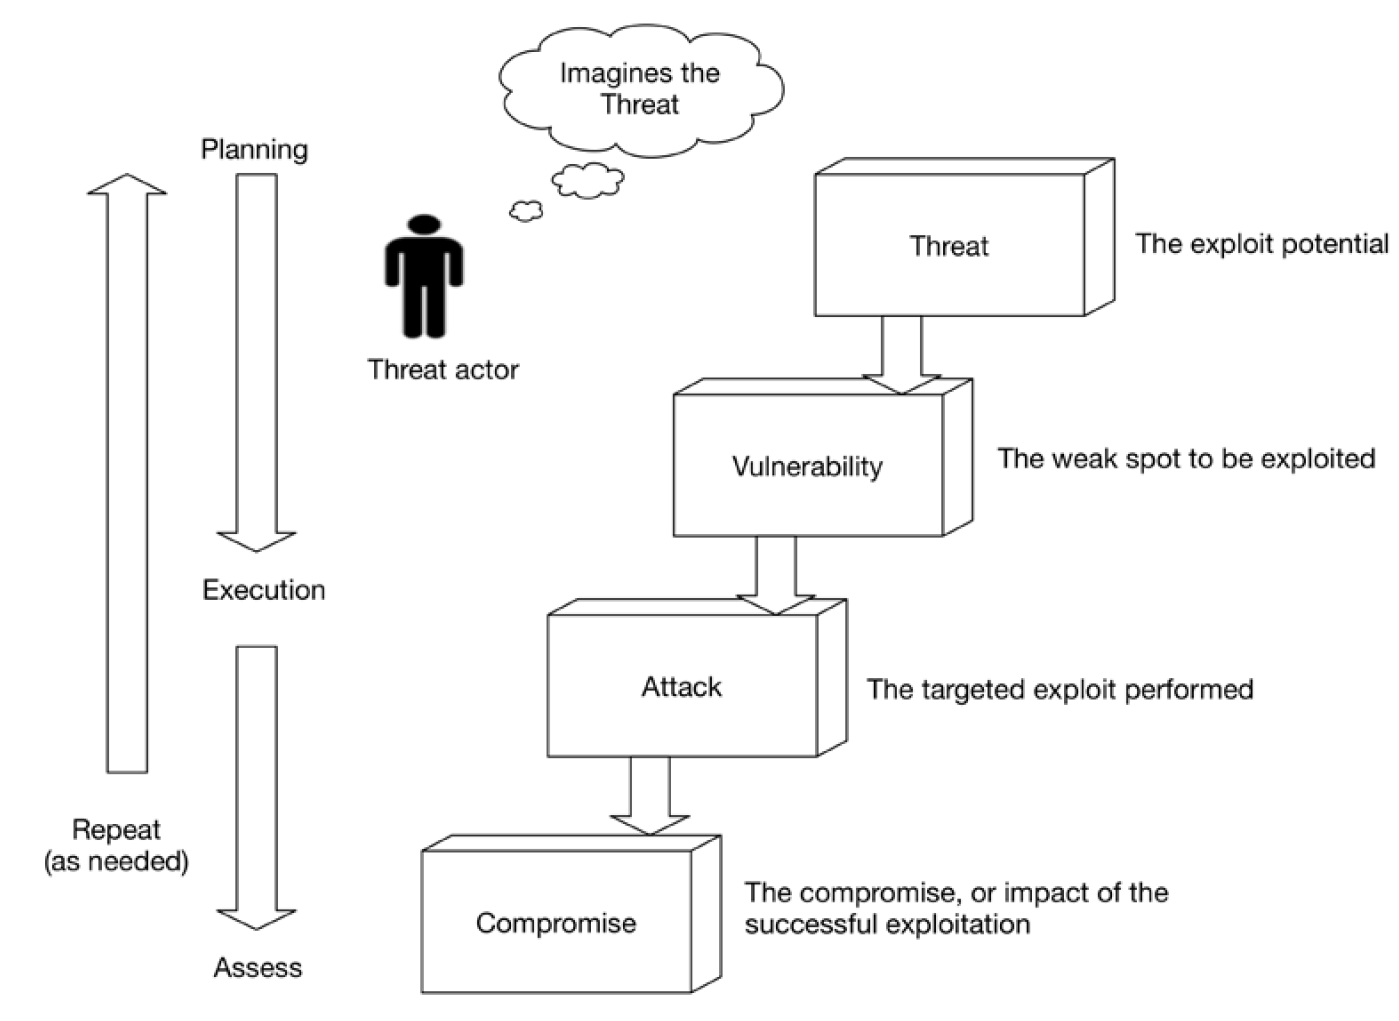 Imagines the
Threat
Planning
Threat
The exploit potential
Threat actor
Vulnerability
The weak spot to be exploited
Execution
Attack
The targeted exploit performed
Repeat
(as needed)
Compromise
The compromise, or impact of the
successful exploitation
Assess